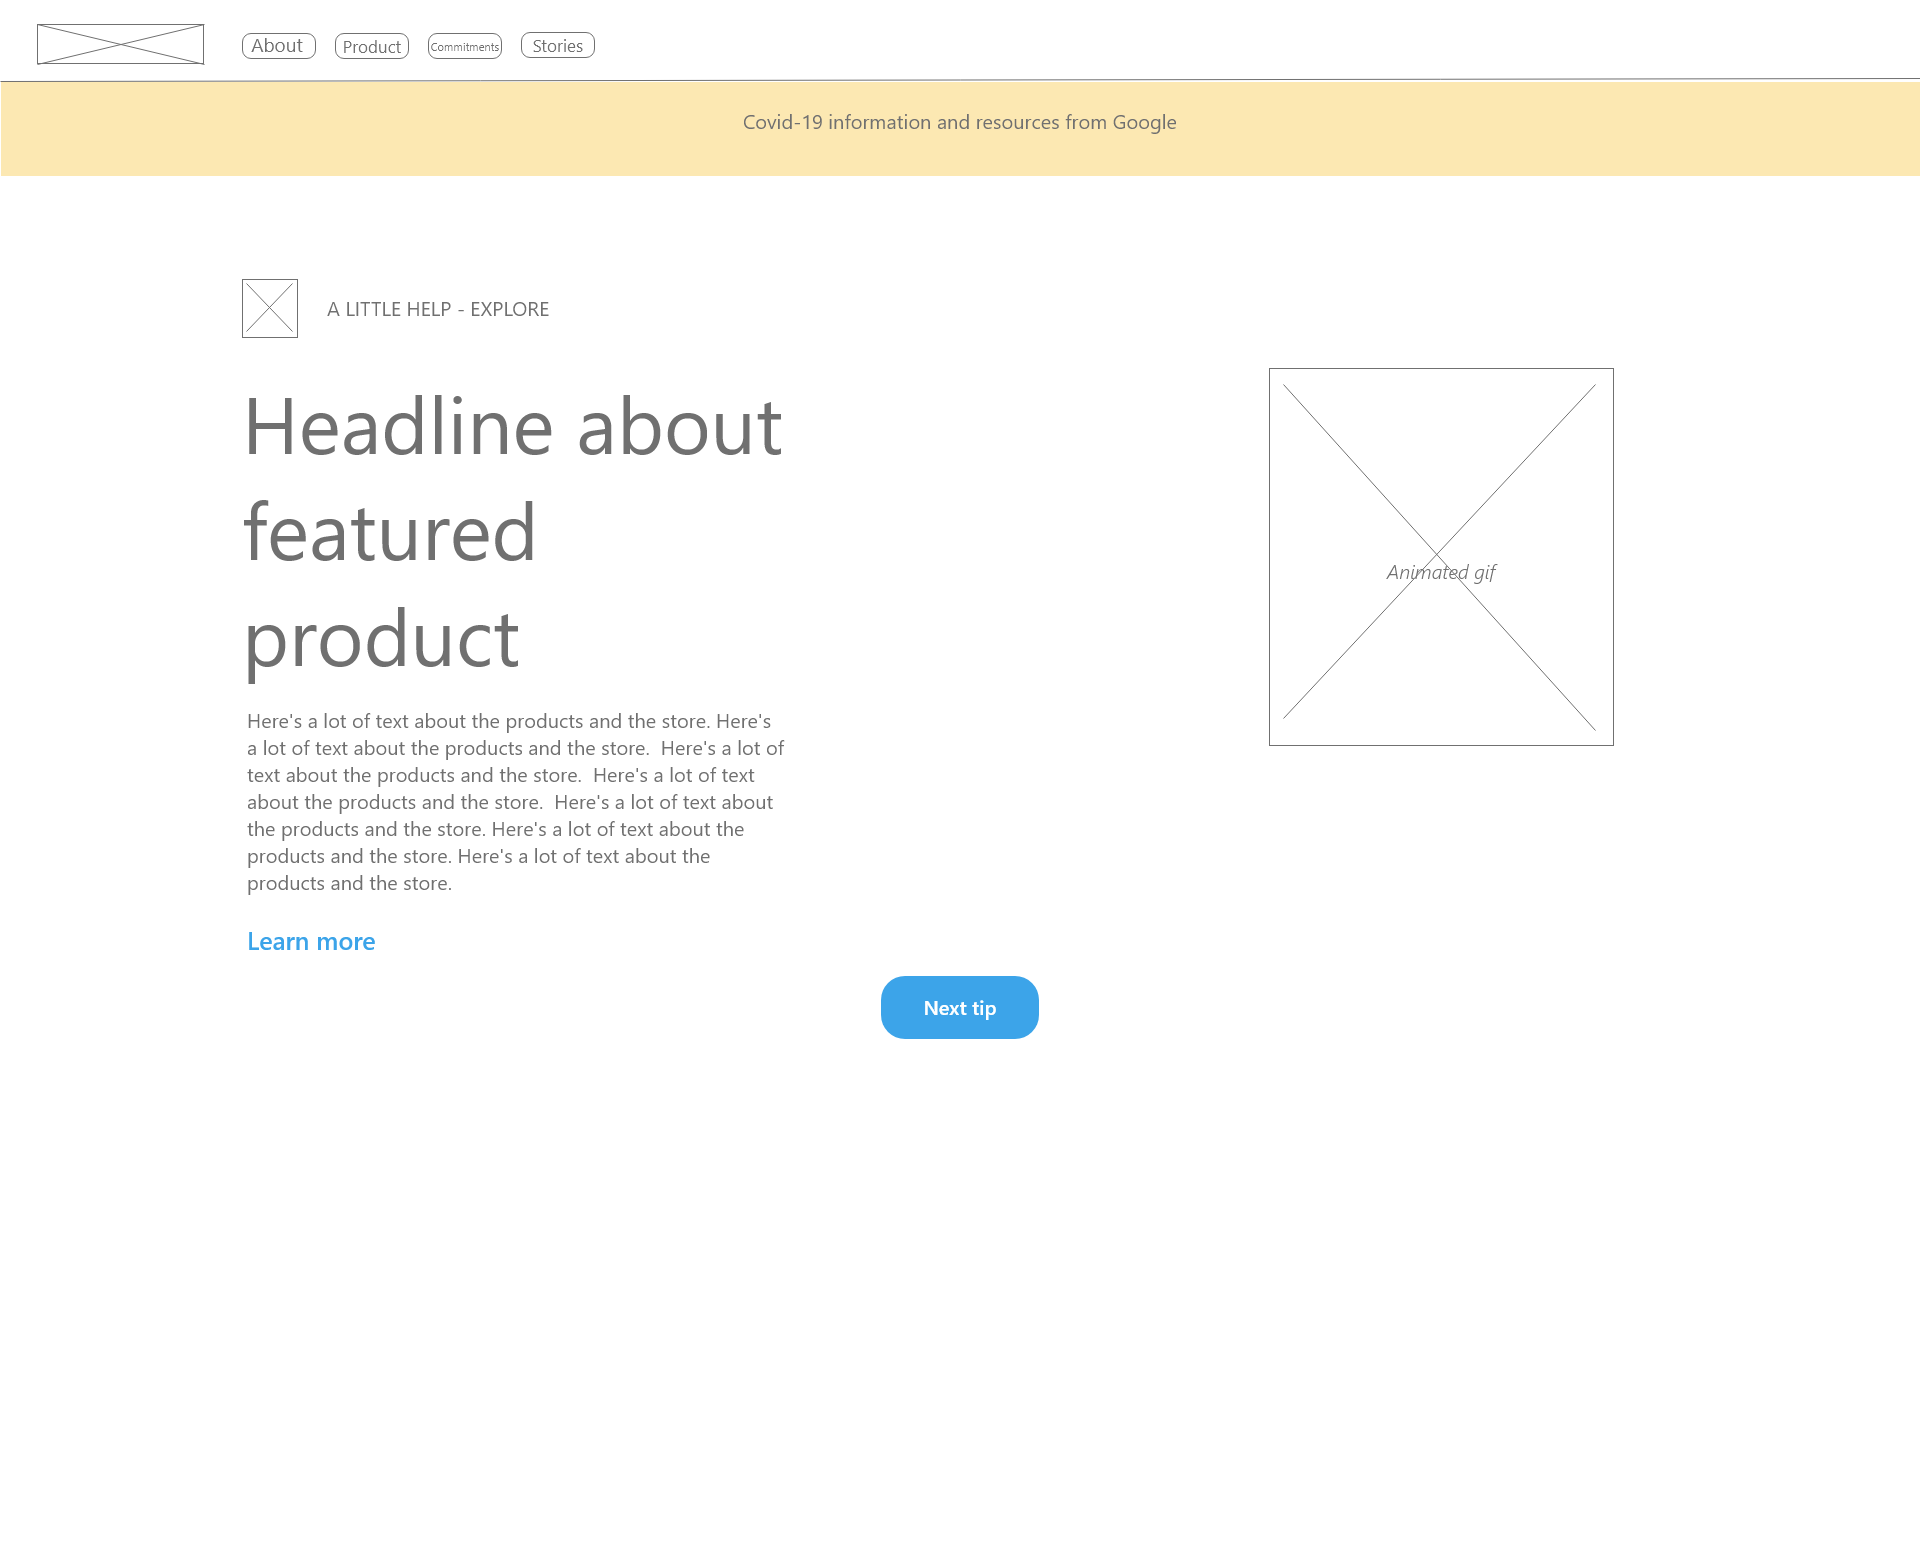 About Product Commitments Stories
Covid-19 information and resources from Google
A LITTLE HELP - EXPLORE
Headline about
featured
product
Animated gif
Here's a lot of text about the products and the store. Here's
a lot of text about the products and the store.  Here's a lot of
text about the products and the store.  Here's a lot of text
about the products and the store.  Here's a lot of text about
the products and the store. Here's a lot of text about the
products and the store. Here's a lot of text about the
products and the store.
Learn more
Next tip